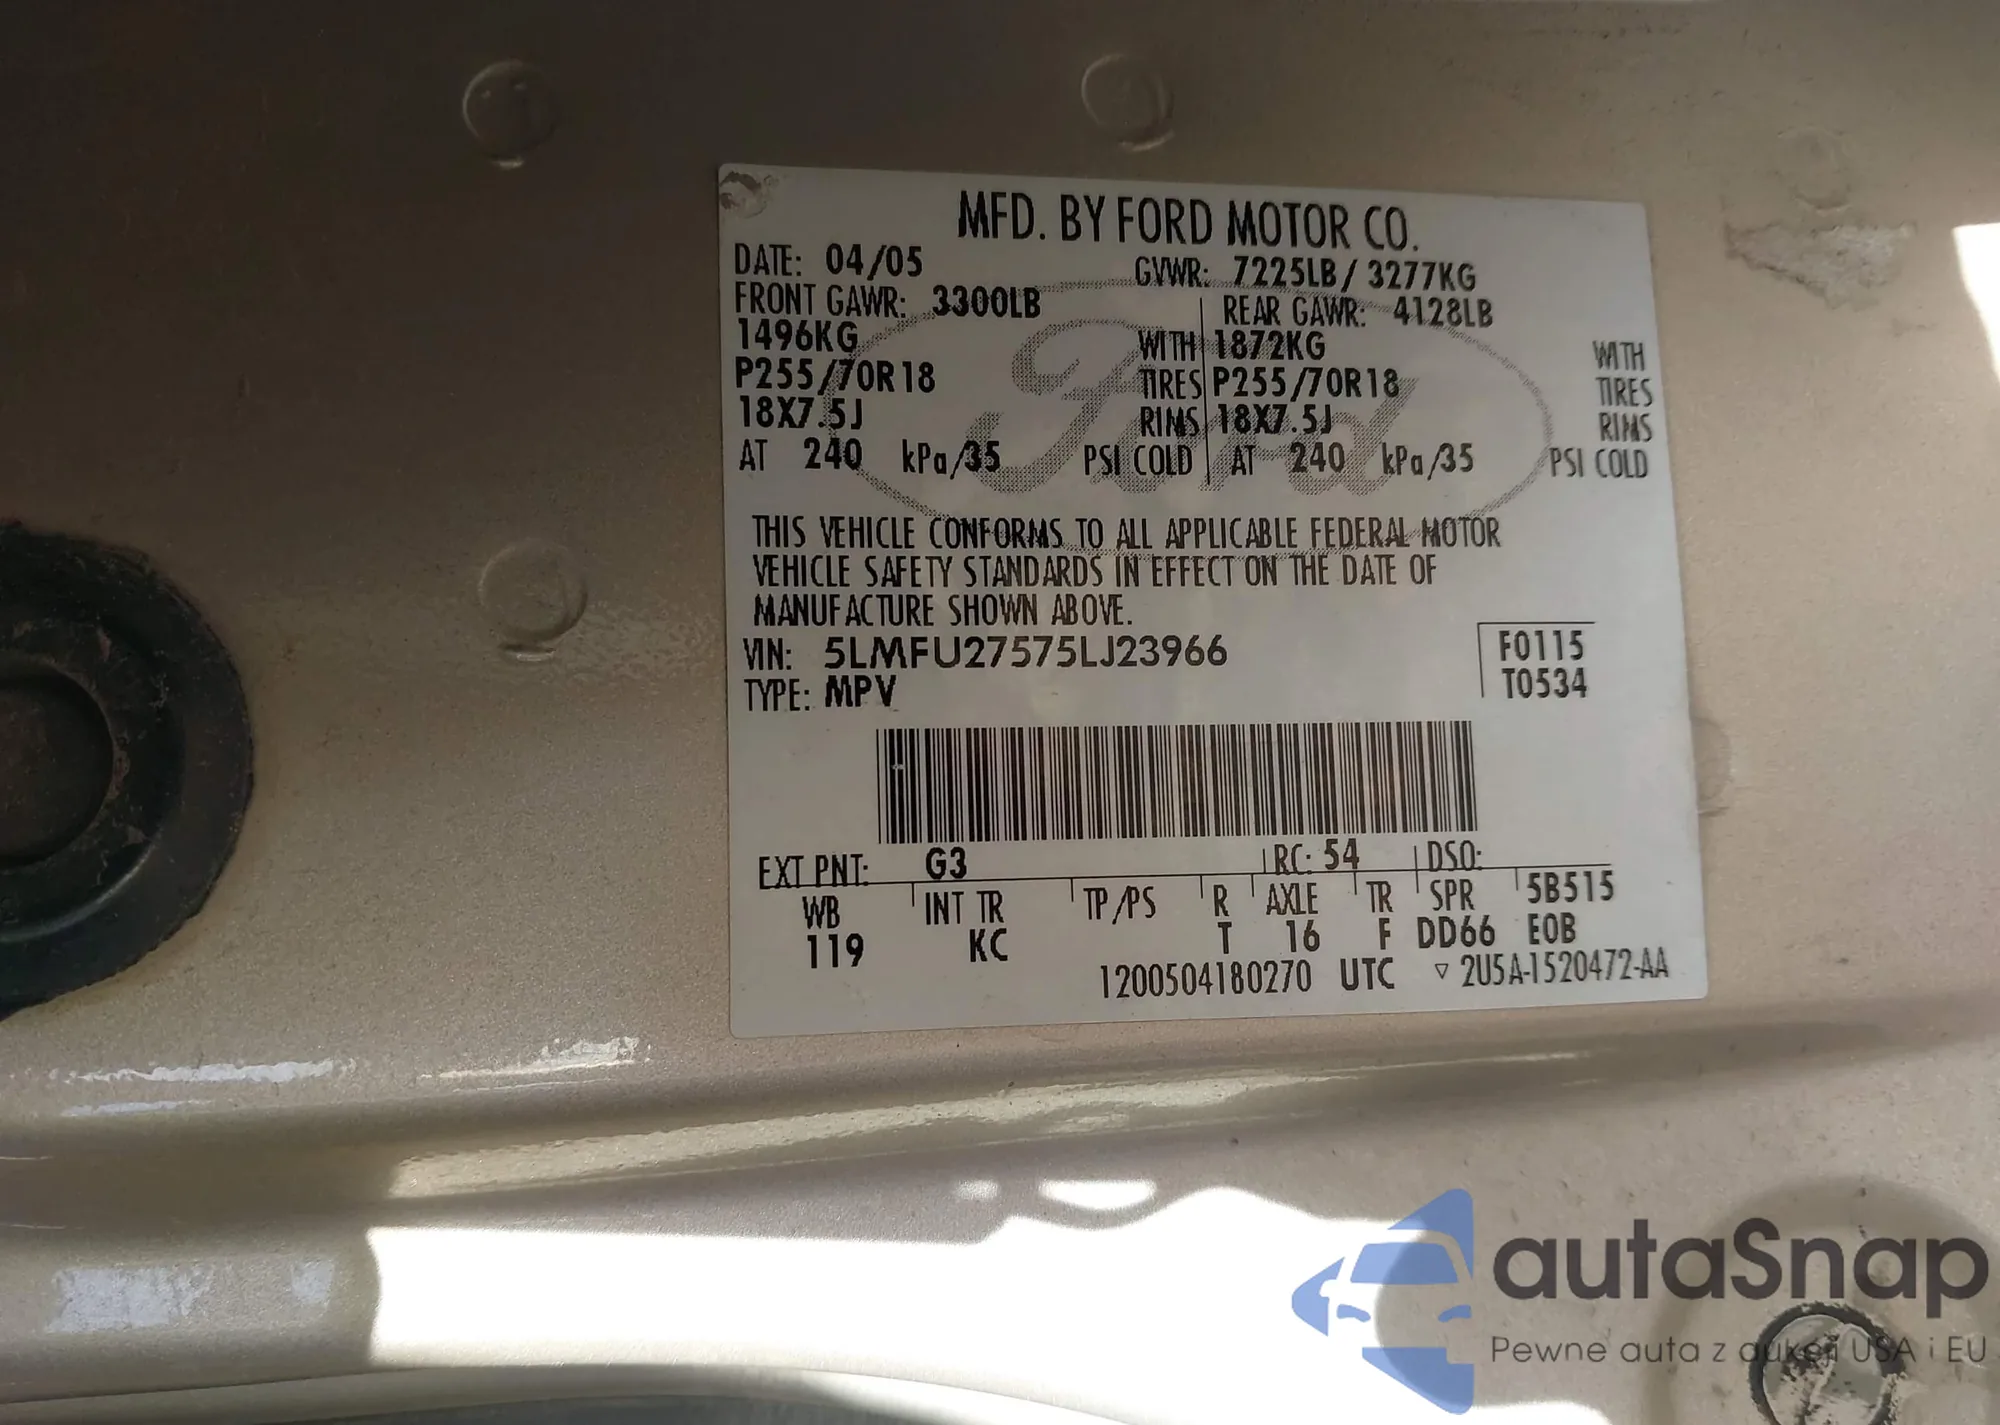 MFD. BY FORD MOTOR CO.
DATE: 04/05 GVWR: 7225LB / 3277KG
FRONT GAWR: 3300LB REAR GAWR: 4128LB
1496KG WITH 1872KG WITH
P255/70R18 TIRES P255/70R18 TIRES
18X7.5J RIMS 18X7.5J RIMS
AT 240 kPa/35 PSI COLD AT 240 kPa/35 PSI COLD
Ford
THIS VEHICLE CONFORMS TO ALL APPLICABLE FEDERAL MOTOR
VEHICLE SAFETY STANDARDS IN EFFECT ON THE DATE OF
MANUFACTURE SHOWN ABOVE.
VIN: 5LMFU27575LJ23966 F0115
TYPE: MPV T0534
EXT PNT: G3 RC: 54 DSO:
WB INT TR TP/PS R AXLE TR SPR 5B515
119 KC T 16 F DD66 E0B
1200504180270 UTC ▽ 2U5A-1520472-AA
autaSnap
Pewne auta z aukcji USA i EU